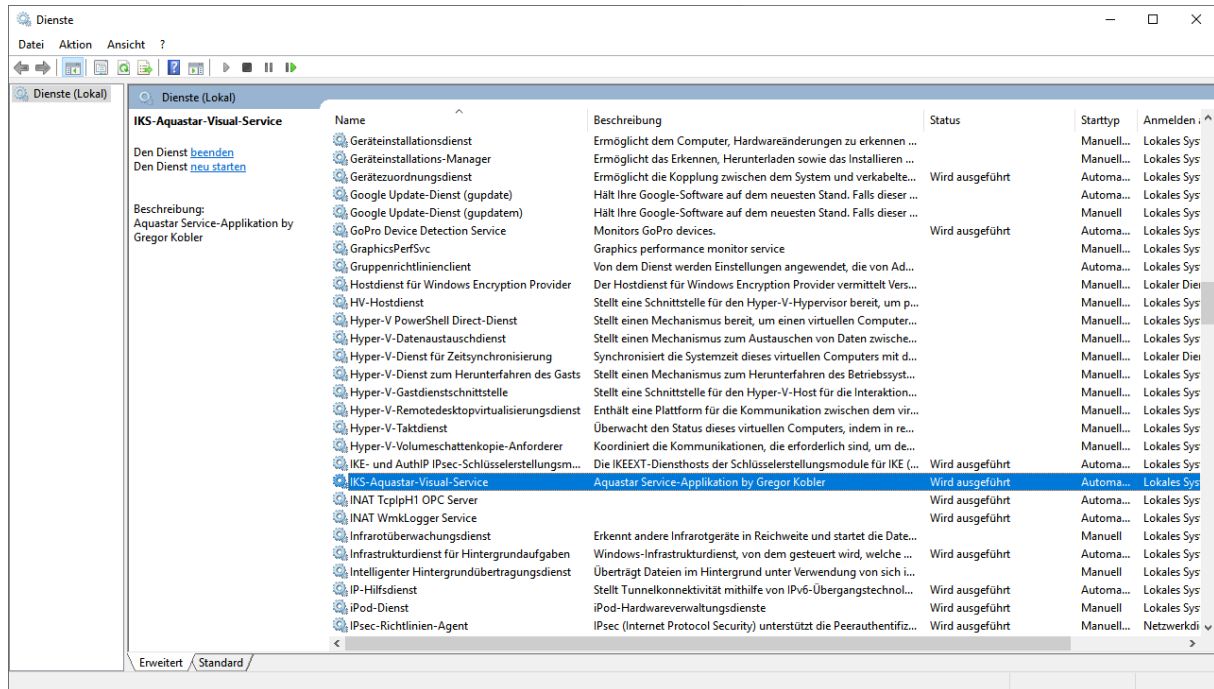 Dienste
Datei Aktion Ansicht ?
Dienste (Lokal)
Dienste (Lokal)
IKS-Aquastar-Visual-Service
Den Dienst beenden
Den Dienst neu starten
Beschreibung:
Aquastar Service-Applikation by
Gregor Kobler
Name Beschreibung Status Starttyp Anmelden
Geräteinstallationsdienst Ermöglicht dem Computer, Hardwareänderungen zu erkennen ... Manuell... Lokales Sys
Geräteinstallations-Manager Ermöglicht das Erkennen, Herunterladen sowie das Installieren ... Manuell... Lokales Sys
Gerätezuordnungsdienst Ermöglicht die Kopplung zwischen dem System und verkabelte... Wird ausgeführt Automa... Lokales Sys
Google Update-Dienst (gupdate) Hält Ihre Google-Software auf dem neuesten Stand. Falls dieser ... Automa... Lokales Sys
Google Update-Dienst (gupdatem) Hält Ihre Google-Software auf dem neuesten Stand. Falls dieser ... Manuell Lokales Sys
GoPro Device Detection Service Monitors GoPro devices. Wird ausgeführt Automa... Lokales Sys
GraphicsPerfSvc Graphics performance monitor service Manuell... Lokales Sys
Gruppenrichtlinienclient Von dem Dienst werden Einstellungen angewendet, die von Ad... Automa... Lokales Sys
Hostdienst für Windows Encryption Provider Der Hostdienst für Windows Encryption Provider vermittelt Vers... Manuell... Lokaler Dien
HV-Hostdienst Stellt eine Schnittstelle für den Hyper-V-Hypervisor bereit, um p... Manuell... Lokales Sys
Hyper-V PowerShell Direct-Dienst Stellt einen Mechanismus bereit, um einen virtuellen Computer... Manuell... Lokales Sys
Hyper-V-Datenaustauschdienst Stellt einen Mechanismus zum Austauschen von Daten zwische... Manuell... Lokales Sys
Hyper-V-Dienst für Zeitsynchronisierung Synchronisiert die Systemzeit dieses virtuellen Computers mit d... Manuell... Lokaler Dien
Hyper-V-Dienst zum Herunterfahren des Gasts Stellt einen Mechanismus zum Herunterfahren des Betriebssyst... Manuell... Lokales Sys
Hyper-V-Gastdienstschnittstelle Stellt eine Schnittstelle für den Hyper-V-Host für die Interaktion... Manuell... Lokales Sys
Hyper-V-Remotedesktopvirtualisierungsdienst Enthält eine Plattform für die Kommunikation zwischen dem vir... Manuell... Lokales Sys
Hyper-V-Taktdienst Überwacht den Status dieses virtuellen Computers, indem in re... Manuell... Lokales Sys
Hyper-V-Volumeschattenkopie-Anforderer Koordiniert die Kommunikationen, die erforderlich sind, um de... Manuell... Lokales Sys
IKE- und AuthIP IPsec-Schlüsselerstellungsm... Die IKEEXT-Diensthosts der Schlüsselerstellungsmodule für IKE (... Wird ausgeführt Automa... Lokales Sys
IKS-Aquastar-Visual-Service Aquastar Service-Applikation by Gregor Kobler Wird ausgeführt Automa... Lokales Sys
INAT TcpIpH1 OPC Server Wird ausgeführt Automa... Lokales Sys
INAT WmkLogger Service Wird ausgeführt Automa... Lokales Sys
Infrarotüberwachungsdienst Erkennt andere Infrarotgeräte in Reichweite und startet die Date... Manuell Lokales Sys
Infrastrukturdienst für Hintergrundaufgaben Windows-Infrastrukturdienst, von dem gesteuert wird, welche ... Wird ausgeführt Automa... Lokales Sys
Intelligenter Hintergrundübertragungsdienst Überträgt Dateien im Hintergrund unter Verwendung von sich i... Manuell Lokales Sys
IP-Hilfsdienst Stellt Tunnelkonnektivität mithilfe von IPv6-Übergangstechnol... Wird ausgeführt Automa... Lokales Sys
iPod-Dienst iPod-Hardwareverwaltungsdienste Wird ausgeführt Manuell Lokales Sys
IPsec-Richtlinien-Agent IPsec (Internet Protocol Security) unterstützt die Peerauthentifiz... Wird ausgeführt Manuell... Netzwerkdi
Erweitert Standard